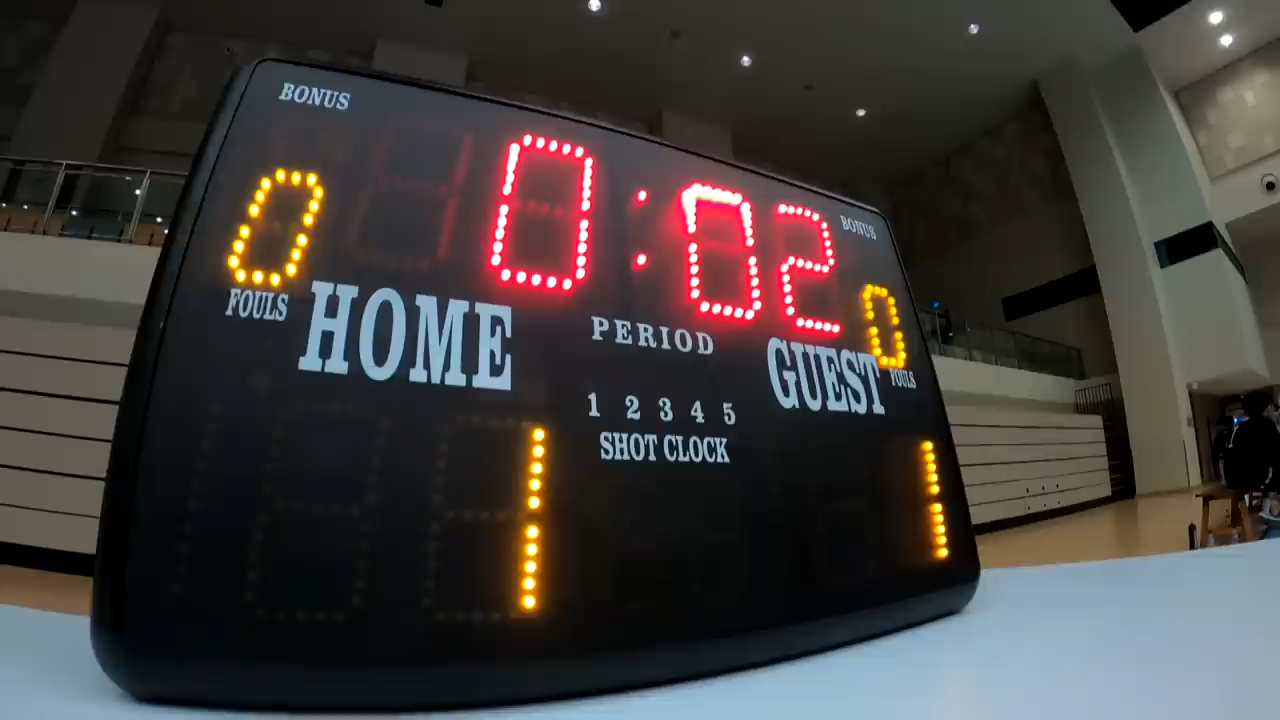 BONUS
0:02
BONUS
0
0
FOULS
HOME
PERIOD
GUEST
FOULS
1 2 3 4 5
SHOT CLOCK
1
1